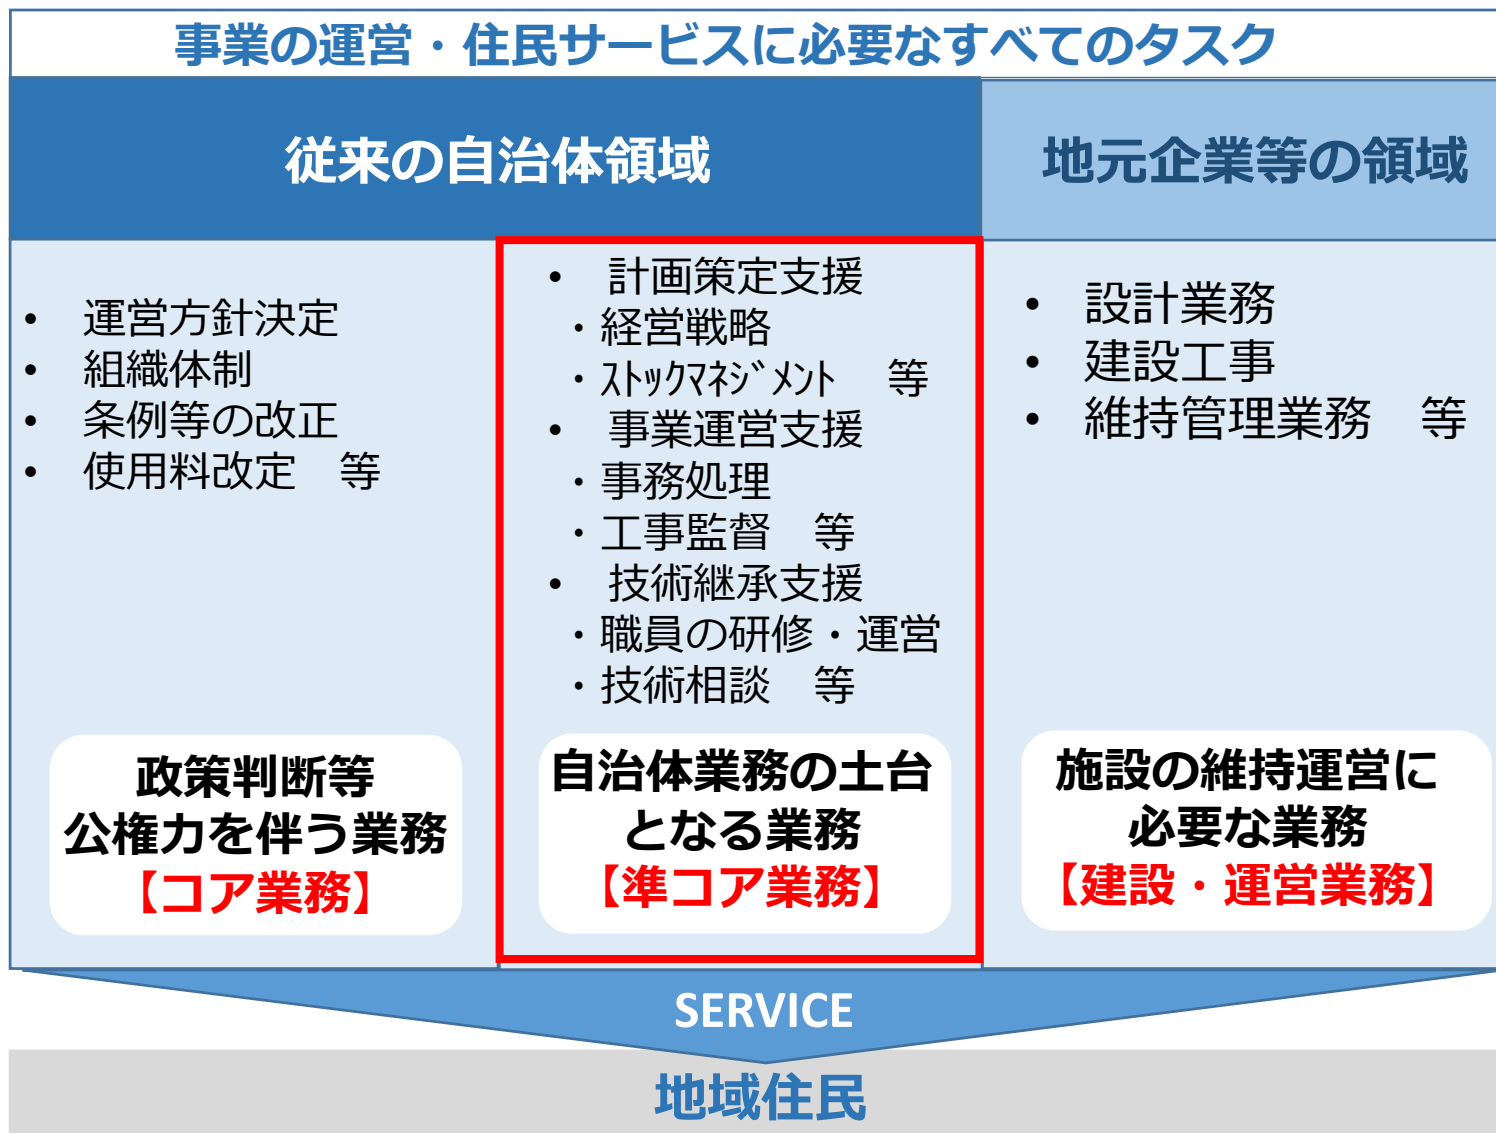 事業の運営・住民サービスに必要なすべてのタスク
従来の自治体領域
地元企業等の領域
• 運営方針決定
• 組織体制
• 条例等の改正
• 使用料改定　等
政策判断等
公権力を伴う業務
【コア業務】
• 計画策定支援
・経営戦略
・ｽﾄｯｸﾏﾈｼﾞﾒﾝﾄ　等
• 事業運営支援
・事務処理
・工事監督　等
• 技術継承支援
・職員の研修・運営
・技術相談　等
自治体業務の土台
となる業務
【準コア業務】
• 設計業務
• 建設工事
• 維持管理業務　等
施設の維持運営に
必要な業務
【建設・運営業務】
SERVICE
地域住民